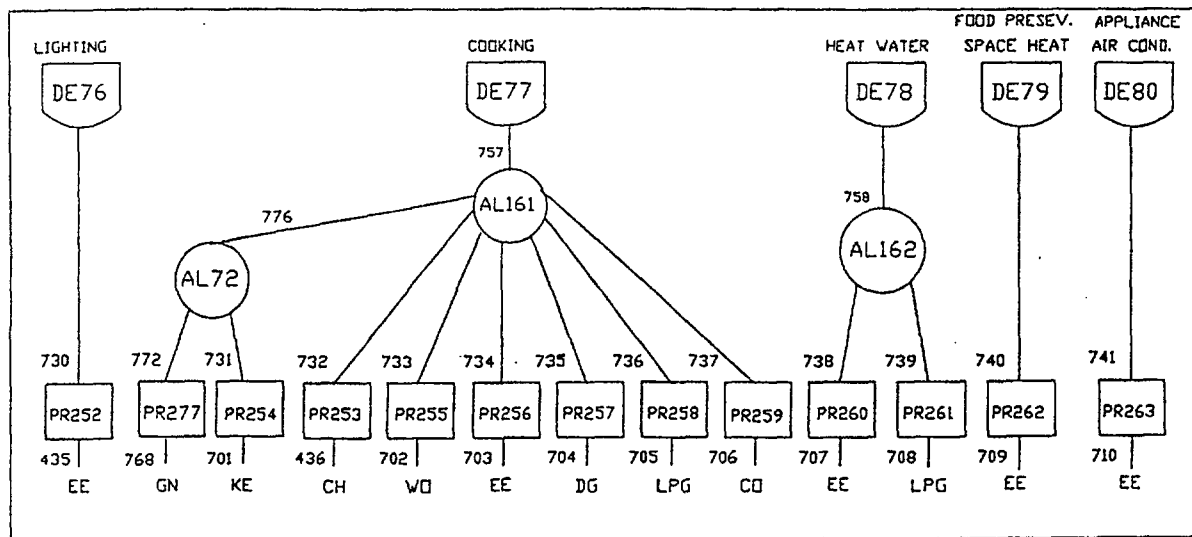 FOOD PRESEV. APPLIANCE
LIGHTING COOKING HEAT WATER SPACE HEAT AIR COND.
DE76 DE77 DE78 DE79 DE80
757
776 AL161 758
AL72 AL162
730 772 731 732 733 734 735 736 737 738 739 740 741
PR252 PR277 PR254 PR253 PR255 PR256 PR257 PR258 PR259 PR260 PR261 PR262 PR263
435 768 701 436 702 703 704 705 706 707 708 709 710
EE GN KE CH WO EE DG LPG CO EE LPG EE EE